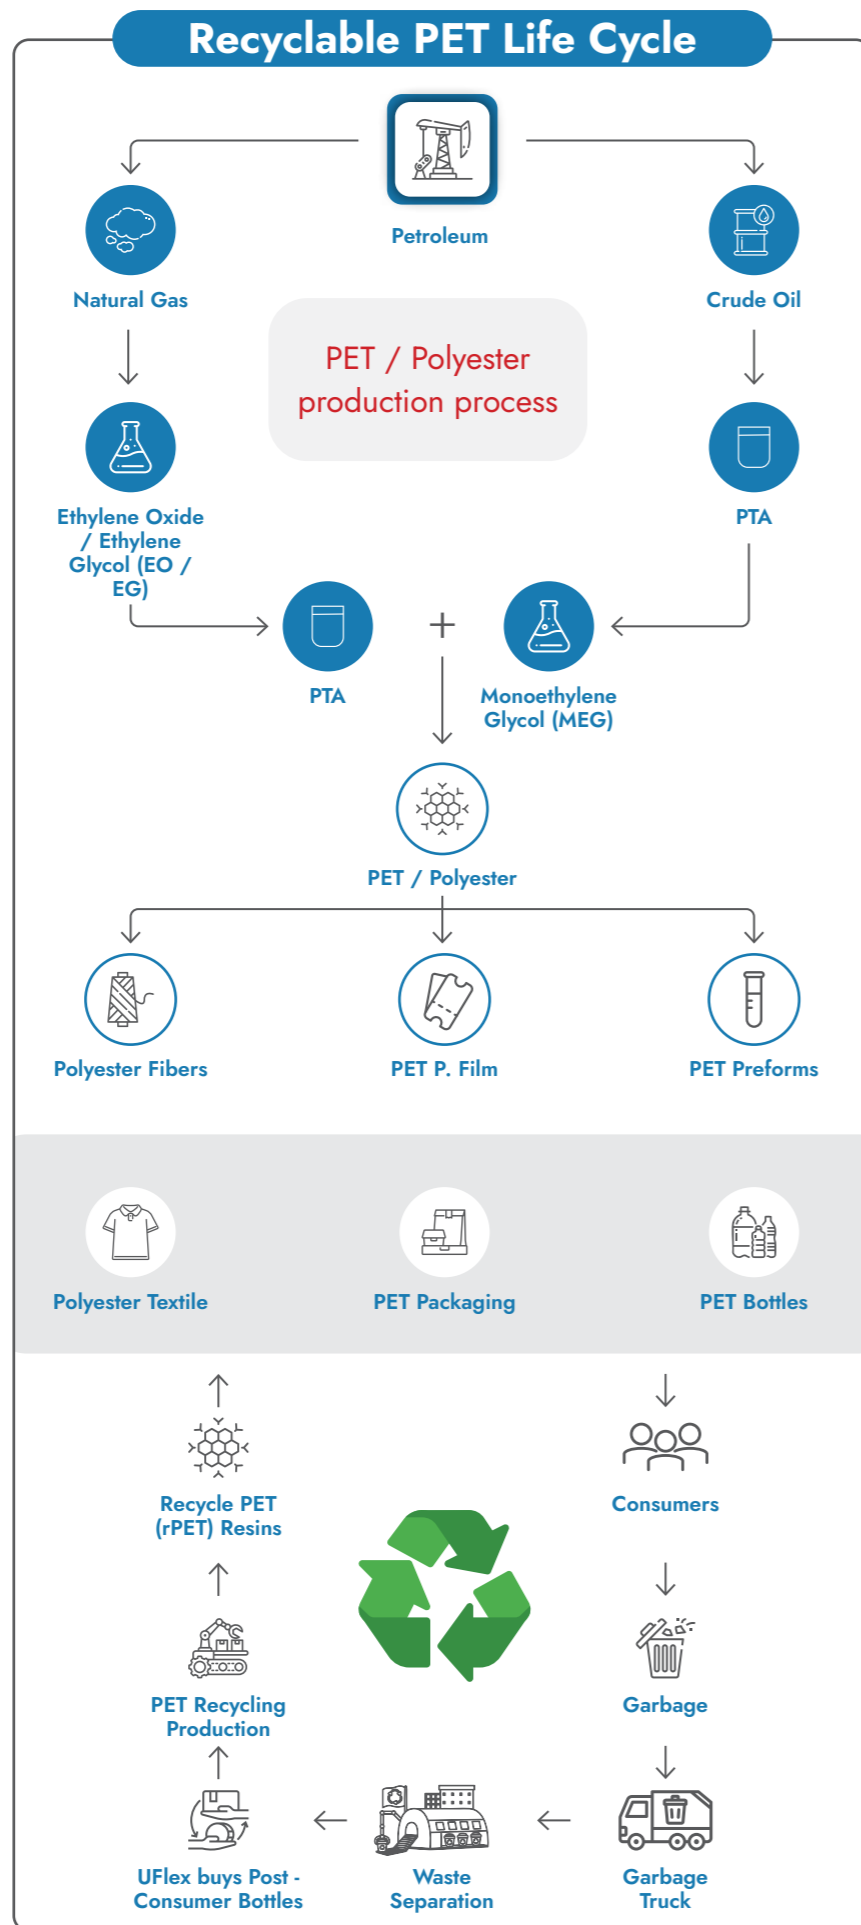 Recyclable PET Life Cycle
Petroleum
Natural Gas
Crude Oil
PET / Polyester
production process
Ethylene Oxide
/ Ethylene
Glycol (EO /
EG)
PTA
PTA
+
Monoethylene
Glycol (MEG)
PET / Polyester
Polyester Fibers
PET P. Film
PET Preforms
Polyester Textile
PET Packaging
PET Bottles
Recycle PET
(rPET) Resins
Consumers
PET Recycling
Production
Garbage
UFlex buys Post -
Consumer Bottles
Waste
Separation
Garbage
Truck